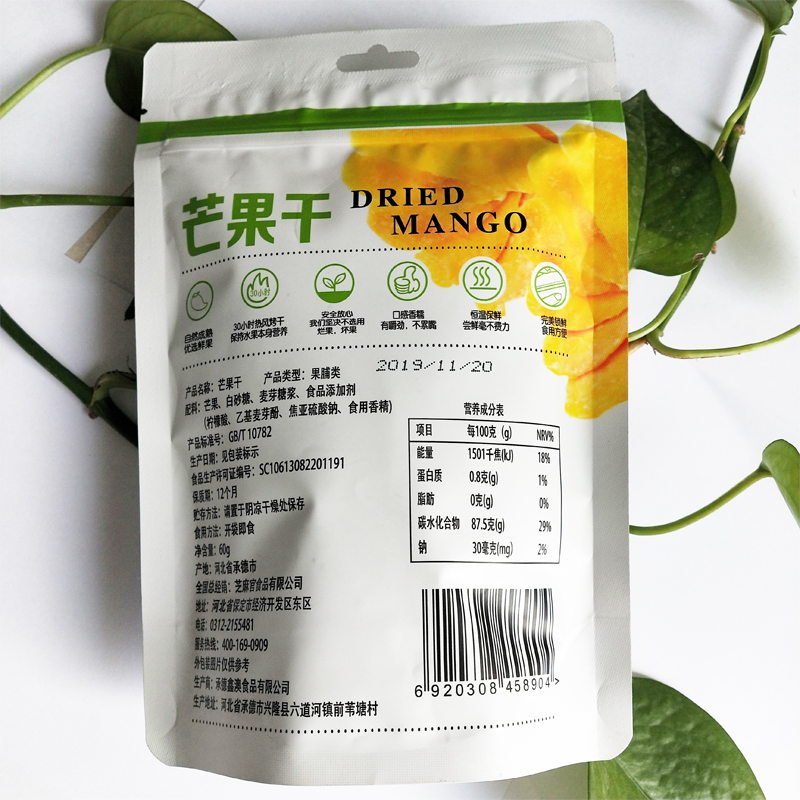 芒果干 DRIED
MANGO
自然成熟
优选鲜果
30小时
30小时热风烤干
保持水果本身营养
安全放心
我们坚决不选用
烂果，坏果
口感香糯
有嚼劲，不累嘴
恒温保鲜
尝鲜毫不费力
完美锁鲜
食用方便
2019/11/20
产品名称：芒果干 产品类型：果脯类
配料：芒果、白砂糖、麦芽糖浆、食品添加剂
（柠檬酸、乙基麦芽酚、焦亚硫酸钠、食用香精）
产品标准号：GB/T 10782
生产日期：见包装标示
食品生产许可证编号：SC10613082201191
保质期：12个月
贮存方法：请置于阴凉干燥处保存
食用方法：开袋即食
净含量：60g
产地：河北省承德市
全国总经销：芝麻官食品有限公司
地址：河北省保定市经济开发区东区
电话：0312-2155481
服务热线：400-169-0909
外包装图片仅供参考
生产商：承德鑫澳食品有限公司
生产地址：河北省承德市兴隆县六道河镇前苇塘村
营养成分表
项目 每100克（g） NRV%
能量 1501千焦(kJ) 18%
蛋白质 0.8克(g) 1%
脂肪 0克(g) 0%
碳水化合物 87.5克(g) 29%
钠 30毫克(mg) 2%
6 920308 458904 >